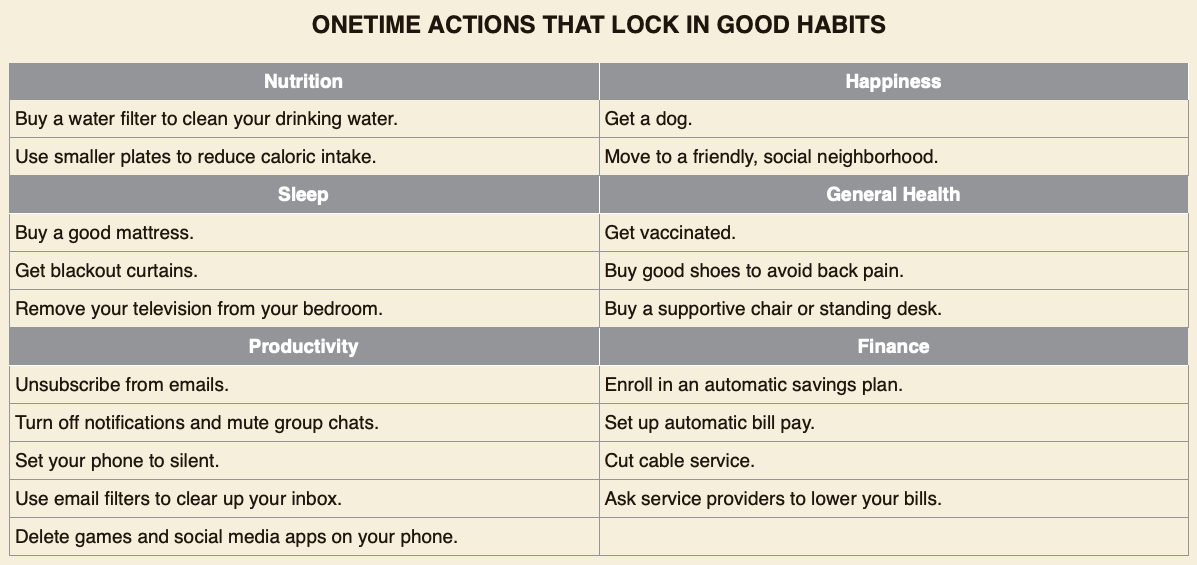 ONETIME ACTIONS THAT LOCK IN GOOD HABITS
Nutrition
Happiness
Buy a water filter to clean your drinking water.
Get a dog.
Use smaller plates to reduce caloric intake.
Move to a friendly, social neighborhood.
Sleep
General Health
Buy a good mattress.
Get vaccinated.
Get blackout curtains.
Buy good shoes to avoid back pain.
Remove your television from your bedroom.
Buy a supportive chair or standing desk.
Productivity
Finance
Unsubscribe from emails.
Enroll in an automatic savings plan.
Turn off notifications and mute group chats.
Set up automatic bill pay.
Set your phone to silent.
Cut cable service.
Use email filters to clear up your inbox.
Ask service providers to lower your bills.
Delete games and social media apps on your phone.